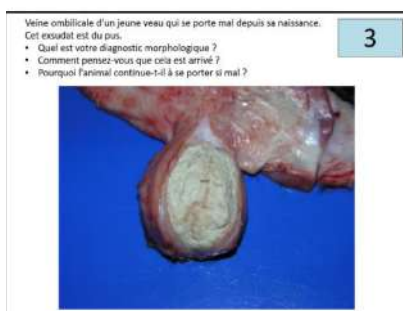 Veine ombilicale d'un jeune veau qui se porte mal depuis sa naissance.
Cet exsudat est du pus.
• Quel est votre diagnostic morphologique ?
• Comment pensez-vous que cela est arrivé ?
• Pourquoi l'animal continue-t-il à se porter si mal ?
3